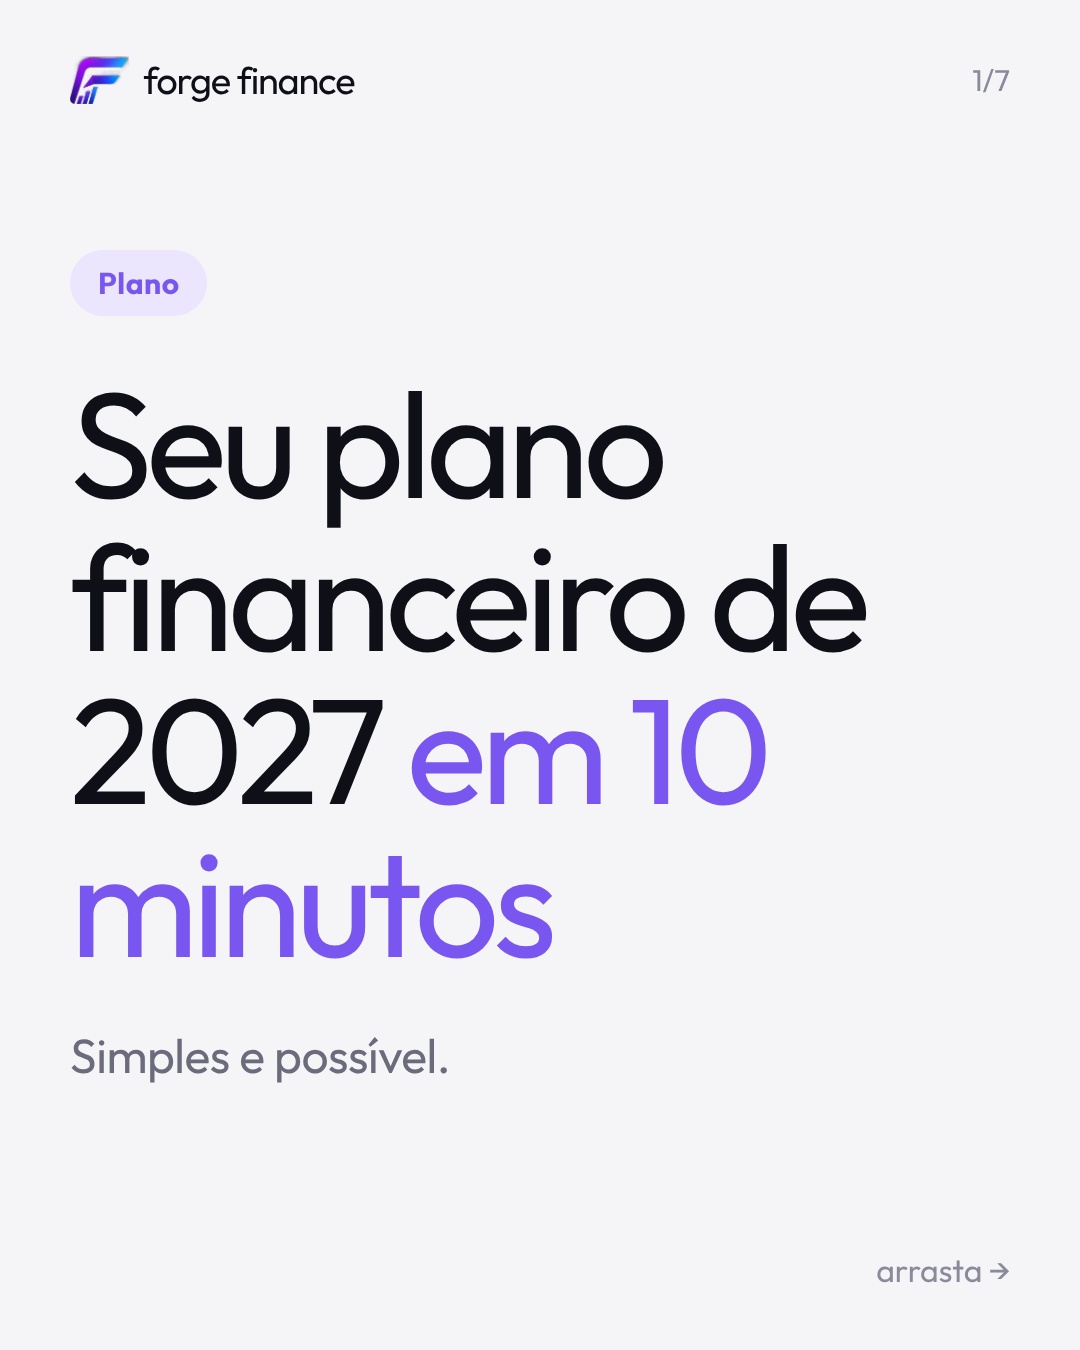 forge finance
1/7
Plano
Seu plano
financeiro de
2027 em 10
minutos
Simples e possível.
arrasta →